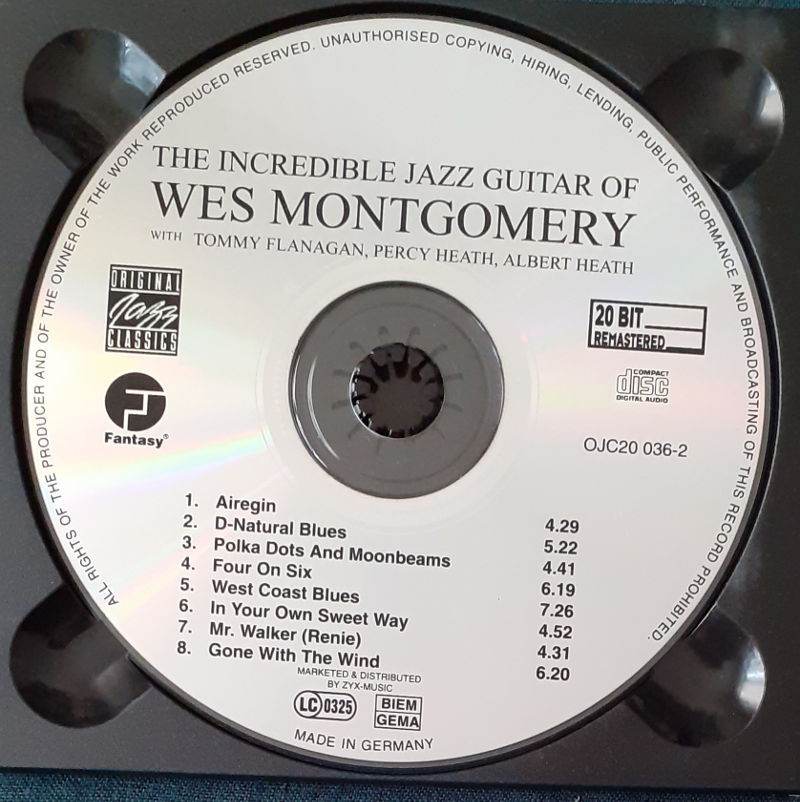 ALL RIGHTS OF THE PRODUCER AND OF THE OWNER OF THE WORK REPRODUCED RESERVED. UNAUTHORISED COPYING, HIRING, LENDING, PUBLIC PERFORMANCE AND BROADCASTING OF THIS RECORD PROHIBITED.
THE INCREDIBLE JAZZ GUITAR OF
WES MONTGOMERY
WITH TOMMY FLANAGAN, PERCY HEATH, ALBERT HEATH
ORIGINAL
Jazz
CLASSICS
Fantasy®
20 BIT
REMASTERED
COMPACT
disc
DIGITAL AUDIO
OJC20 036-2
1. Airegin 4.29
2. D-Natural Blues 5.22
3. Polka Dots And Moonbeams 4.41
4. Four On Six 6.19
5. West Coast Blues 7.26
6. In Your Own Sweet Way 4.52
7. Mr. Walker (Renie) 4.31
8. Gone With The Wind 6.20
MARKETED & DISTRIBUTED
BY ZYX-MUSIC
LC 0325
BIEM
GEMA
MADE IN GERMANY